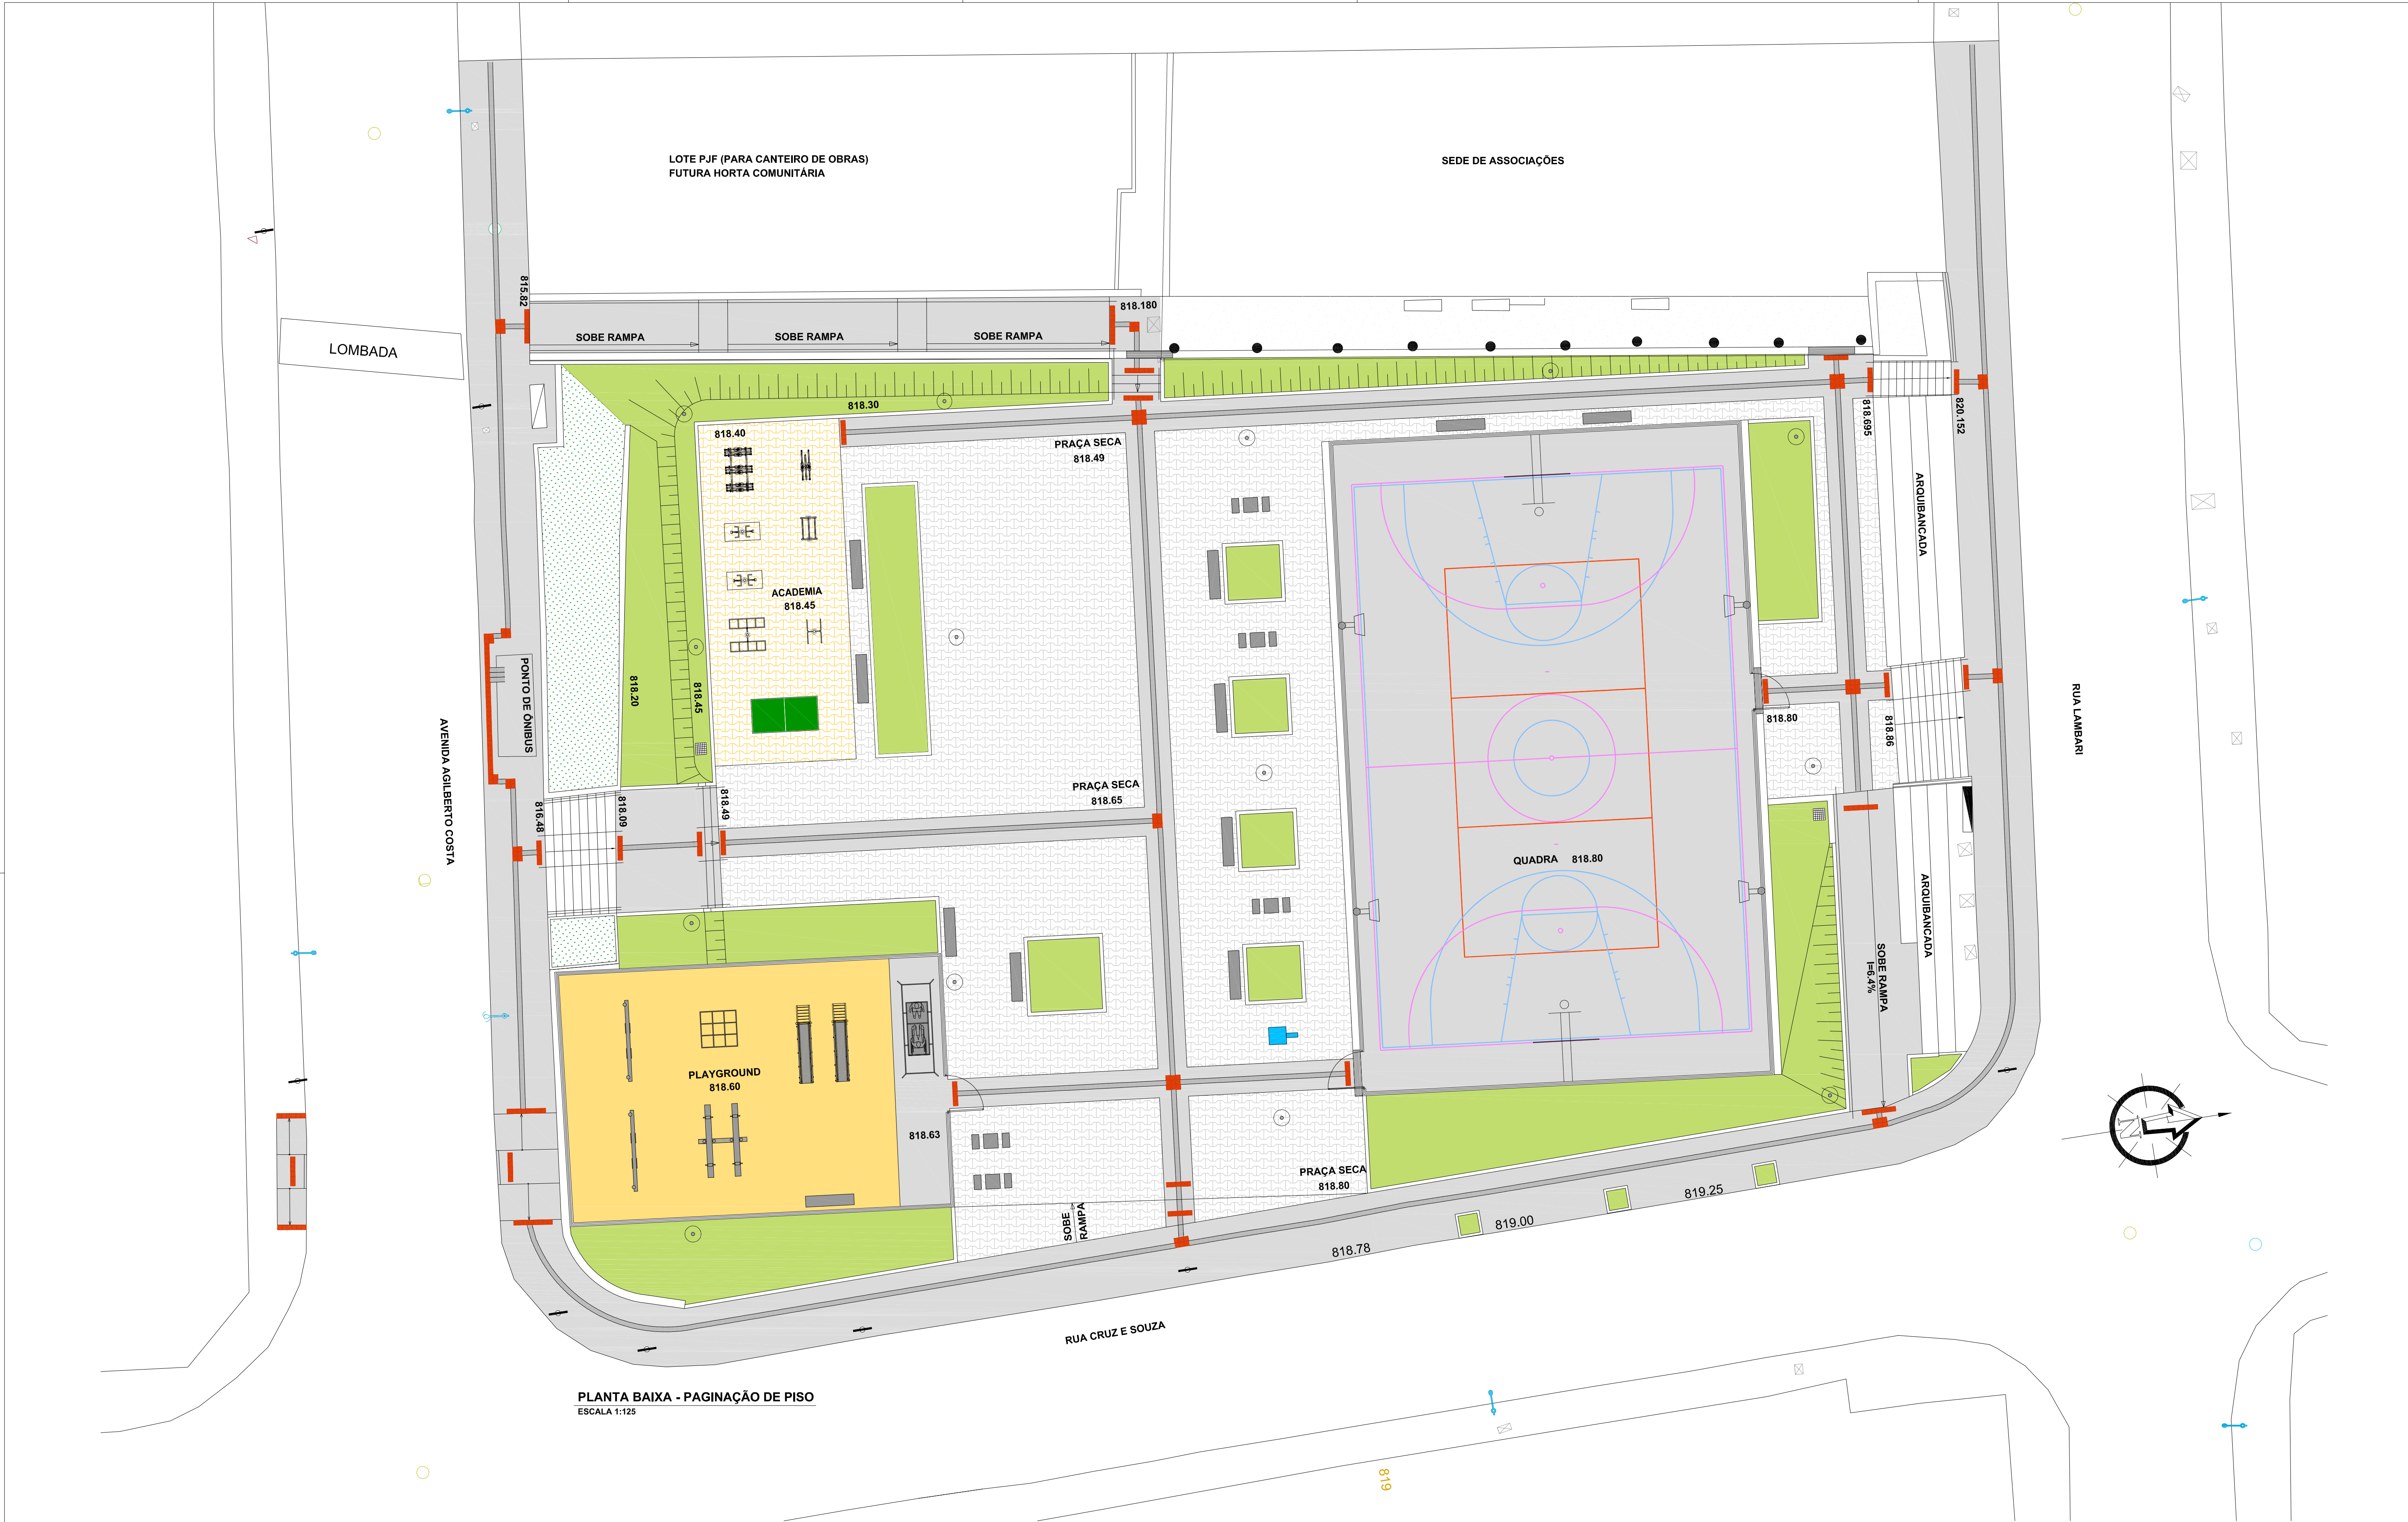 LOTE PJF (PARA CANTEIRO DE OBRAS)
FUTURA HORTA COMUNITÁRIA
SEDE DE ASSOCIAÇÕES
815.82
818.180
SOBE RAMPA
SOBE RAMPA
SOBE RAMPA
LOMBADA
818.30
818.40
818.695
820.152
PRAÇA SECA
818.49
ARQUIBANCADA
ACADEMIA
818.45
818.20
818.45
PONTO DE ÔNIBUS
AVENIDA AGILBERTO COSTA
RUA LAMBARI
818.80
818.86
PRAÇA SECA
818.65
816.48
818.09
818.49
QUADRA 818.80
ARQUIBANCADA
SOBE RAMPA
I=6.4%
PLAYGROUND
818.60
818.63
N
PRAÇA SECA
818.80
SOBE
RAMPA
819.25
819.00
818.78
RUA CRUZ E SOUZA
PLANTA BAIXA - PAGINAÇÃO DE PISO
ESCALA 1:125
819